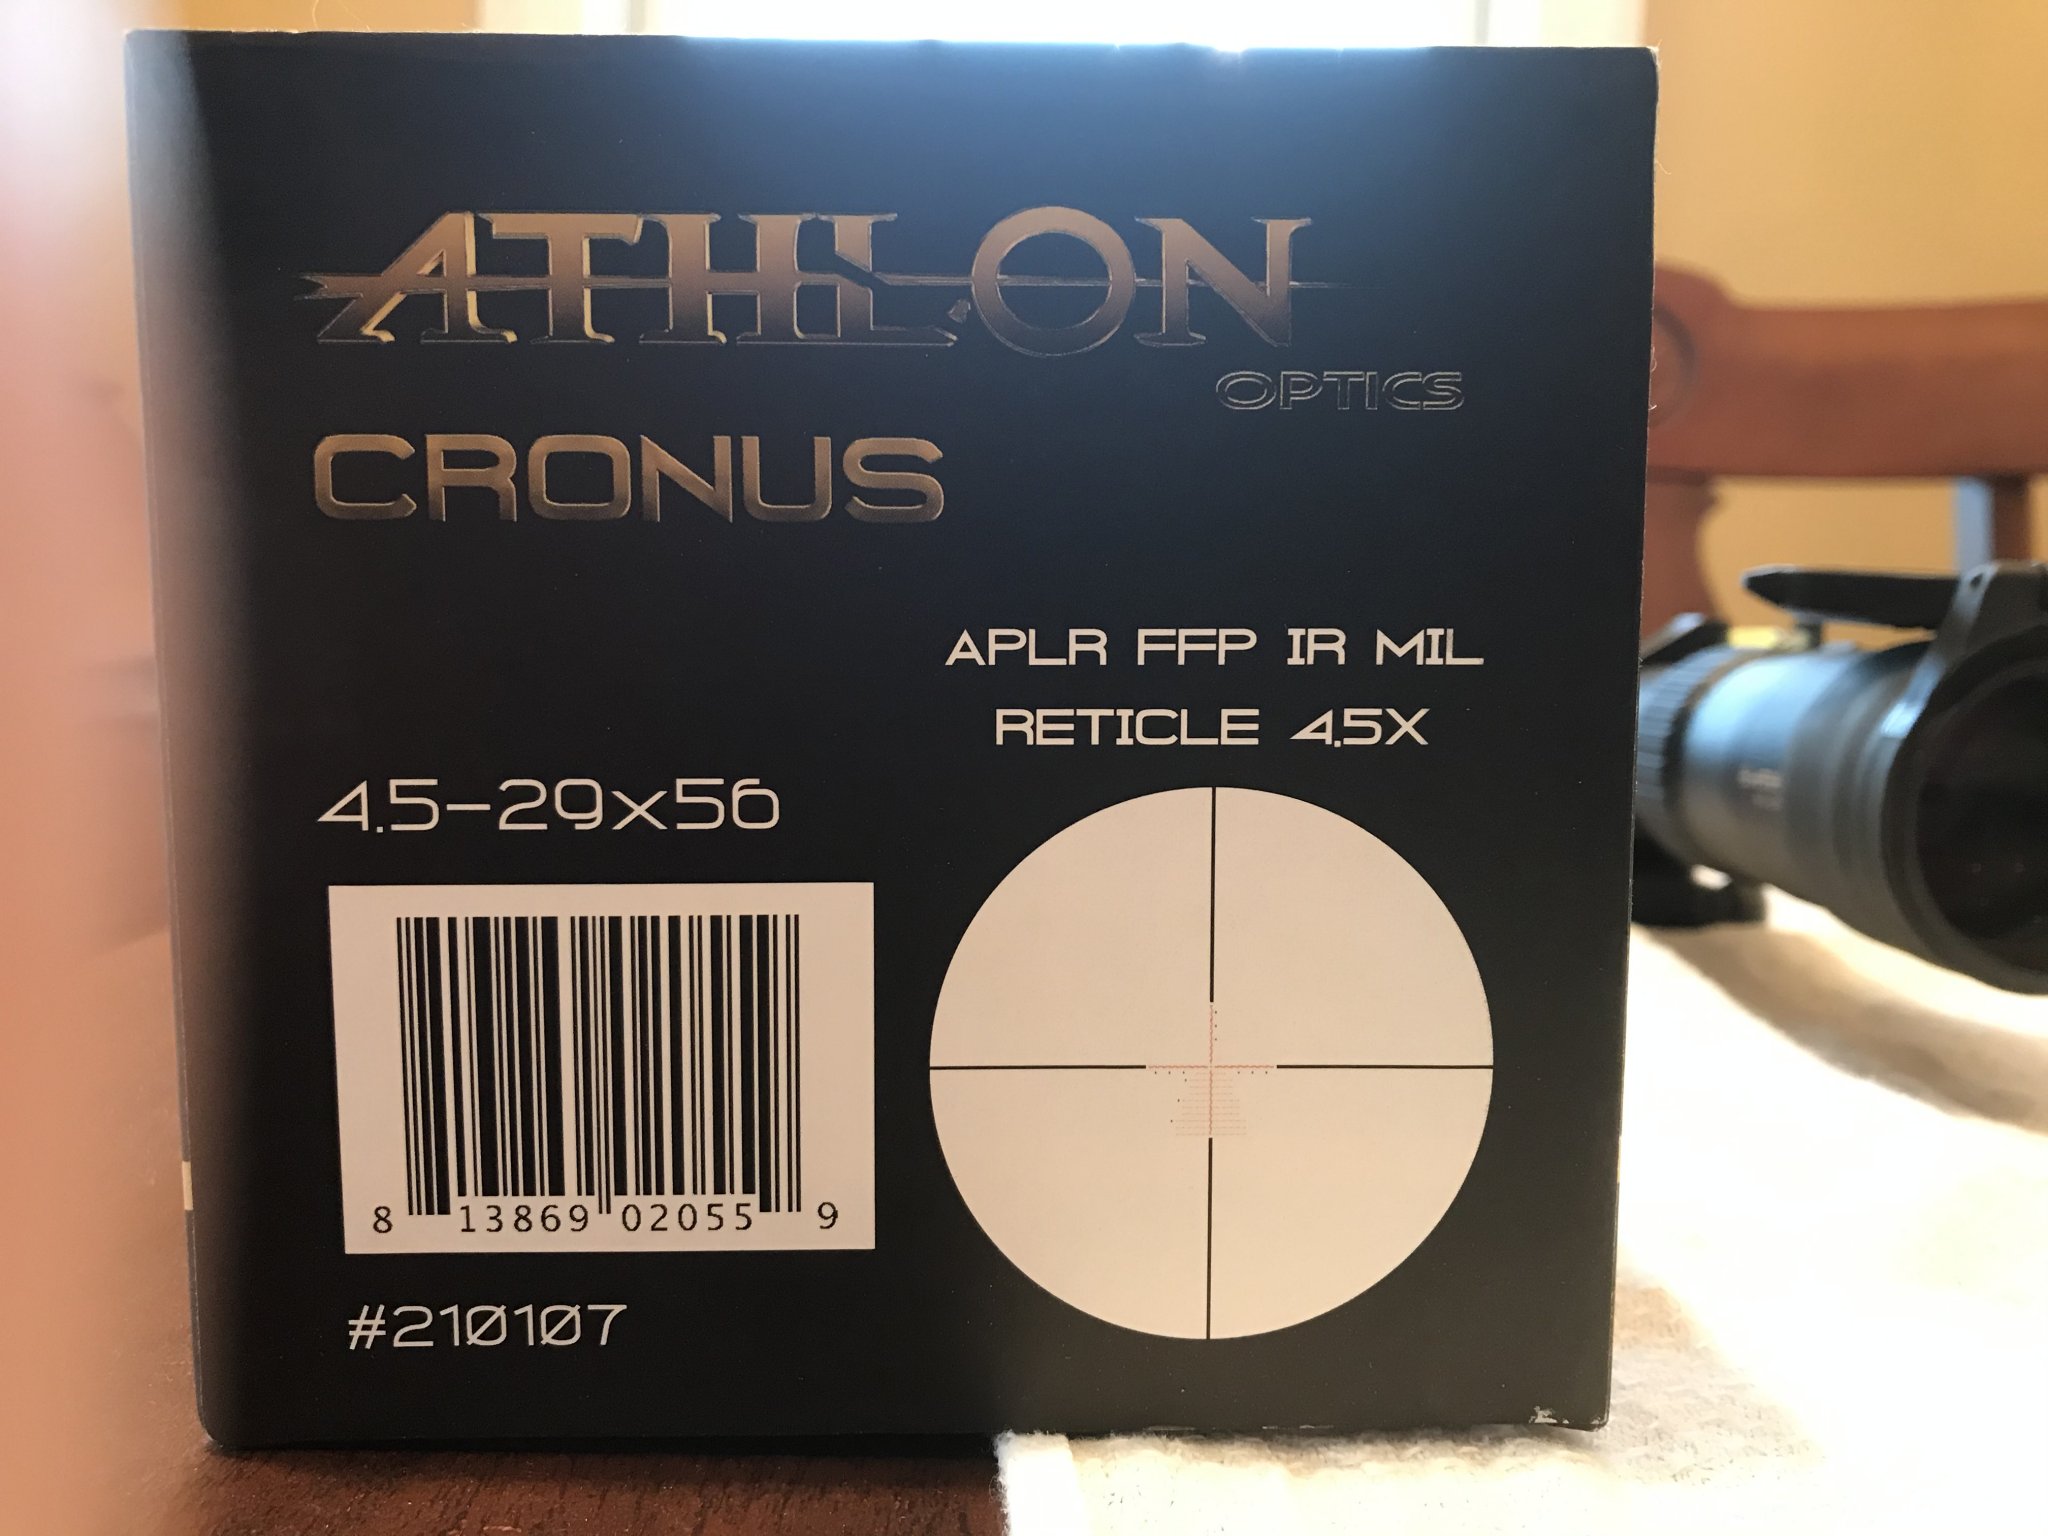 ATHLON
OPTICS
CRONUS
APLR FFP IR MIL
RETICLE 4.5X
4.5-29x56
8 13869 02055 9
#210107